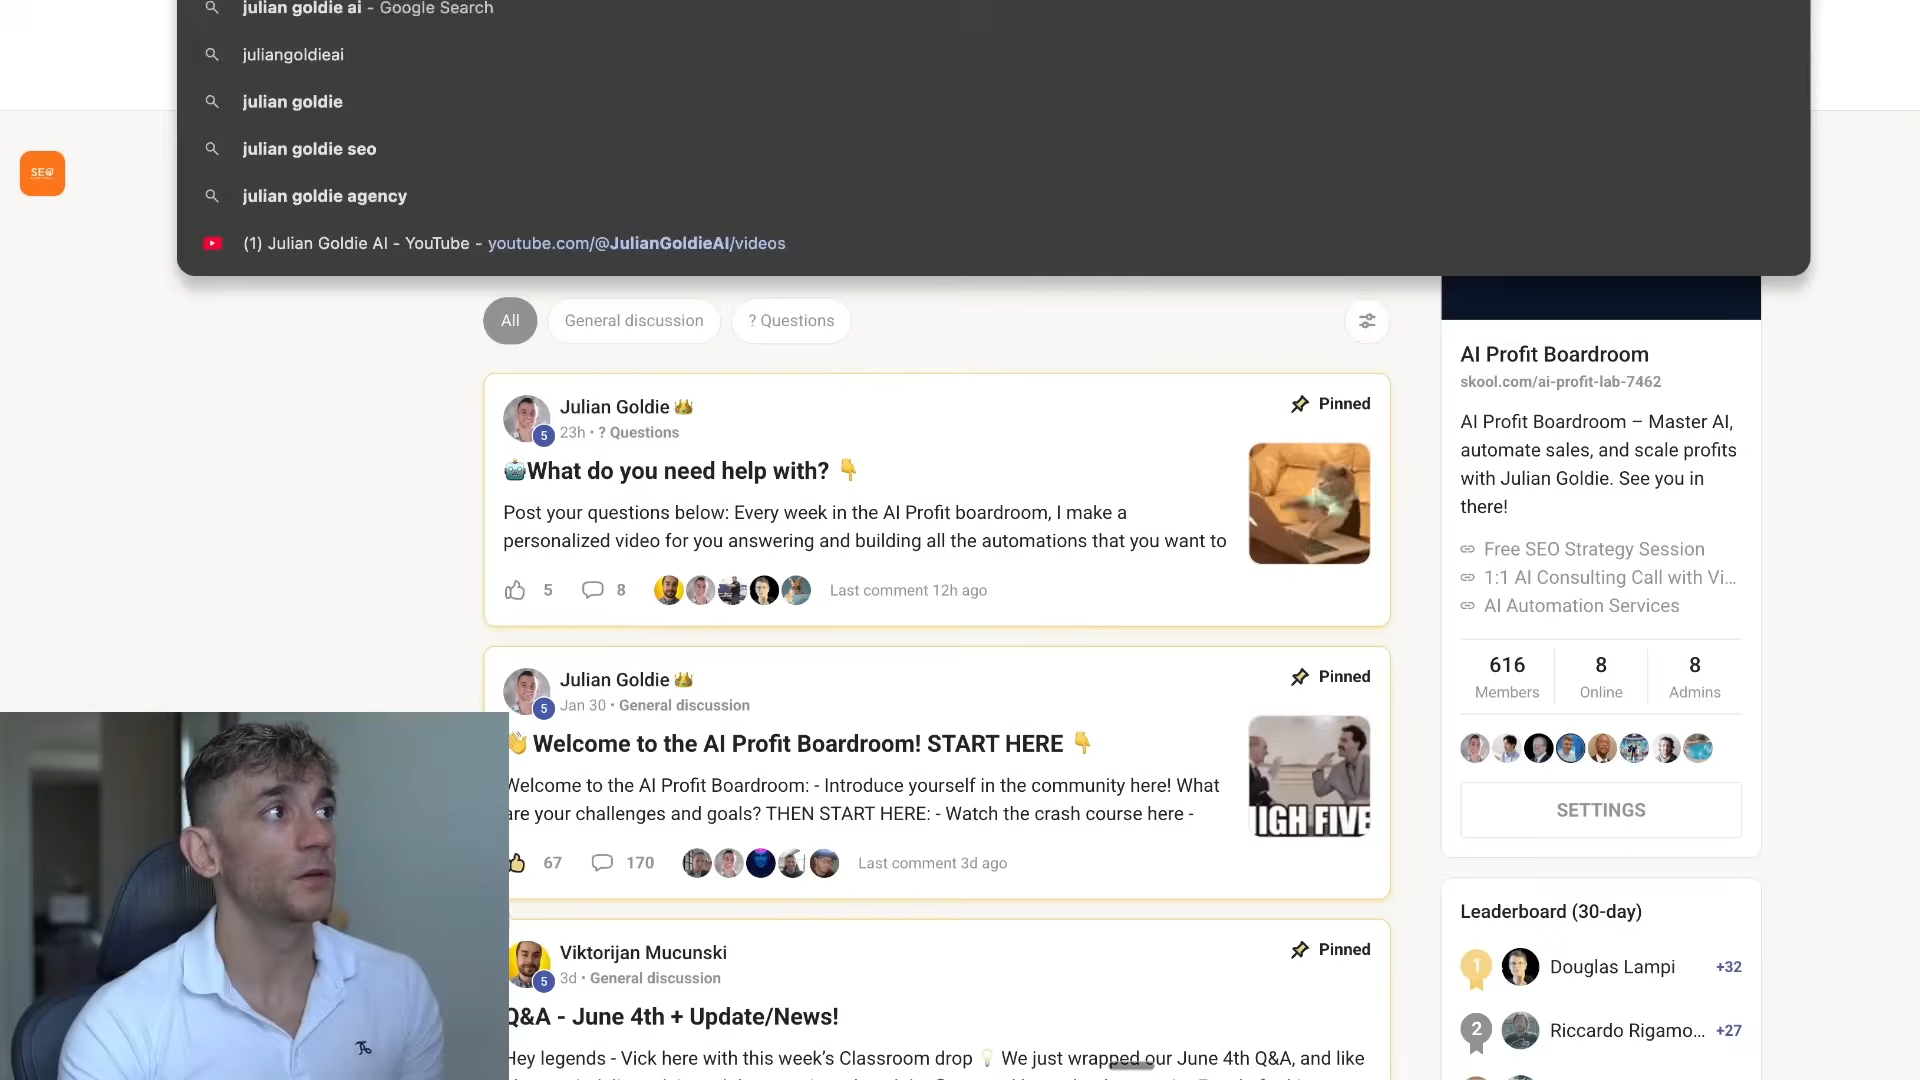 julian goldie ai - Google Search
juliangoldieai
julian goldie
julian goldie seo
julian goldie agency
(1) Julian Goldie AI - YouTube - youtube.com/@JulianGoldieAI/videos
SEO
All
General discussion
? Questions
Julian Goldie 👑
Pinned
5
23h • ? Questions
🤖What do you need help with? 👇
Post your questions below: Every week in the AI Profit boardroom, I make a
personalized video for you answering and building all the automations that you want to
5
8
Last comment 12h ago
Julian Goldie 👑
Pinned
5
Jan 30 • General discussion
👋 Welcome to the AI Profit Boardroom! START HERE 👇
Welcome to the AI Profit Boardroom: - Introduce yourself in the community here! What
are your challenges and goals? THEN START HERE: - Watch the crash course here -
HIGH FIVE
67
170
Last comment 3d ago
Viktorijan Mucunski
Pinned
5
3d • General discussion
Q&A - June 4th + Update/News!
Hey legends - Vick here with this week's Classroom drop 💡 We just wrapped our June 4th Q&A, and like
AI Profit Boardroom
skool.com/ai-profit-lab-7462
AI Profit Boardroom – Master AI,
automate sales, and scale profits
with Julian Goldie. See you in
there!
Free SEO Strategy Session
1:1 AI Consulting Call with Vi...
AI Automation Services
616
Members
8
Online
8
Admins
SETTINGS
Leaderboard (30-day)
1
Douglas Lampi
+32
2
Riccardo Rigamo...
+27